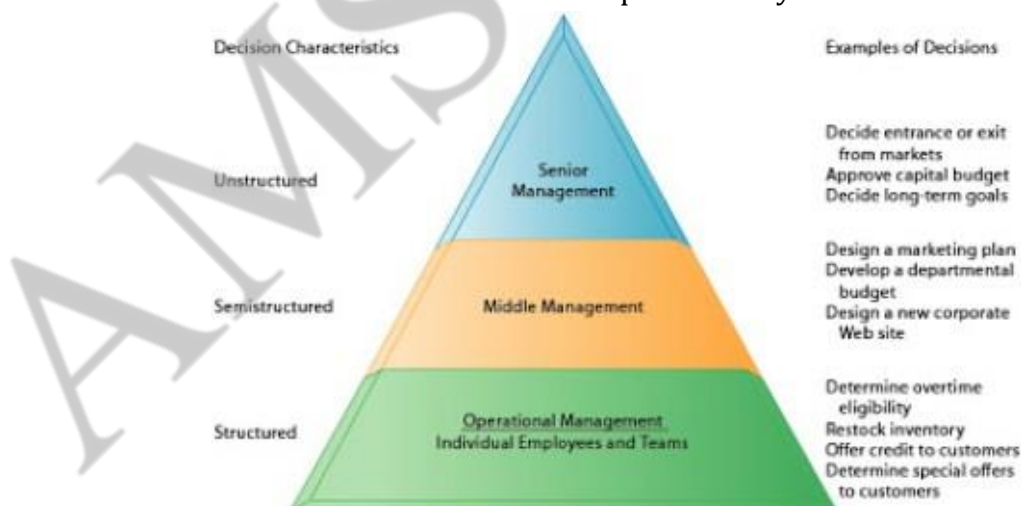 Decision Characteristics
Examples of Decisions
Unstructured
Senior
Management
Decide entrance or exit
from markets
Approve capital budget
Decide long-term goals
Semistructured
Middle Management
Design a marketing plan
Develop a departmental
budget
Design a new corporate
Web site
Structured
Operational Management
Individual Employees and Teams
Determine overtime
eligibility
Restock inventory
Offer credit to customers
Determine special offers
to customers
AMS